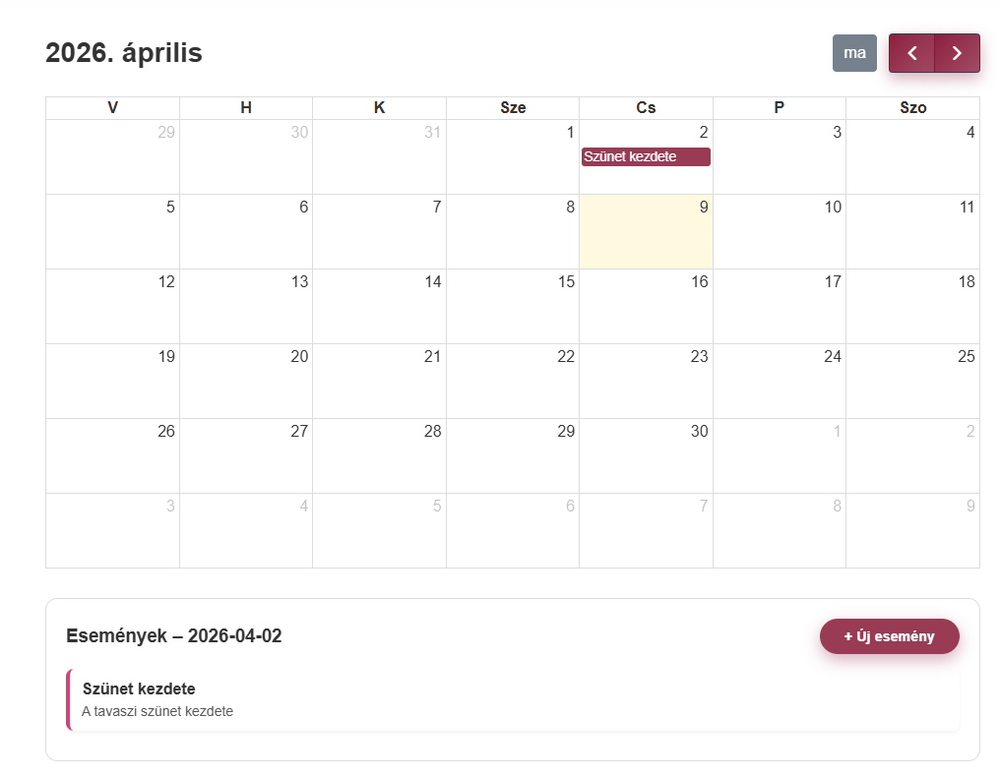 2026. április
ma
V H K Sze Cs P Szo
29 30 31 1 2 3 4
Szünet kezdete
5 6 7 8 9 10 11
12 13 14 15 16 17 18
19 20 21 22 23 24 25
26 27 28 29 30 1 2
3 4 5 6 7 8 9
Események – 2026-04-02
+ Új esemény
Szünet kezdete
A tavaszi szünet kezdete